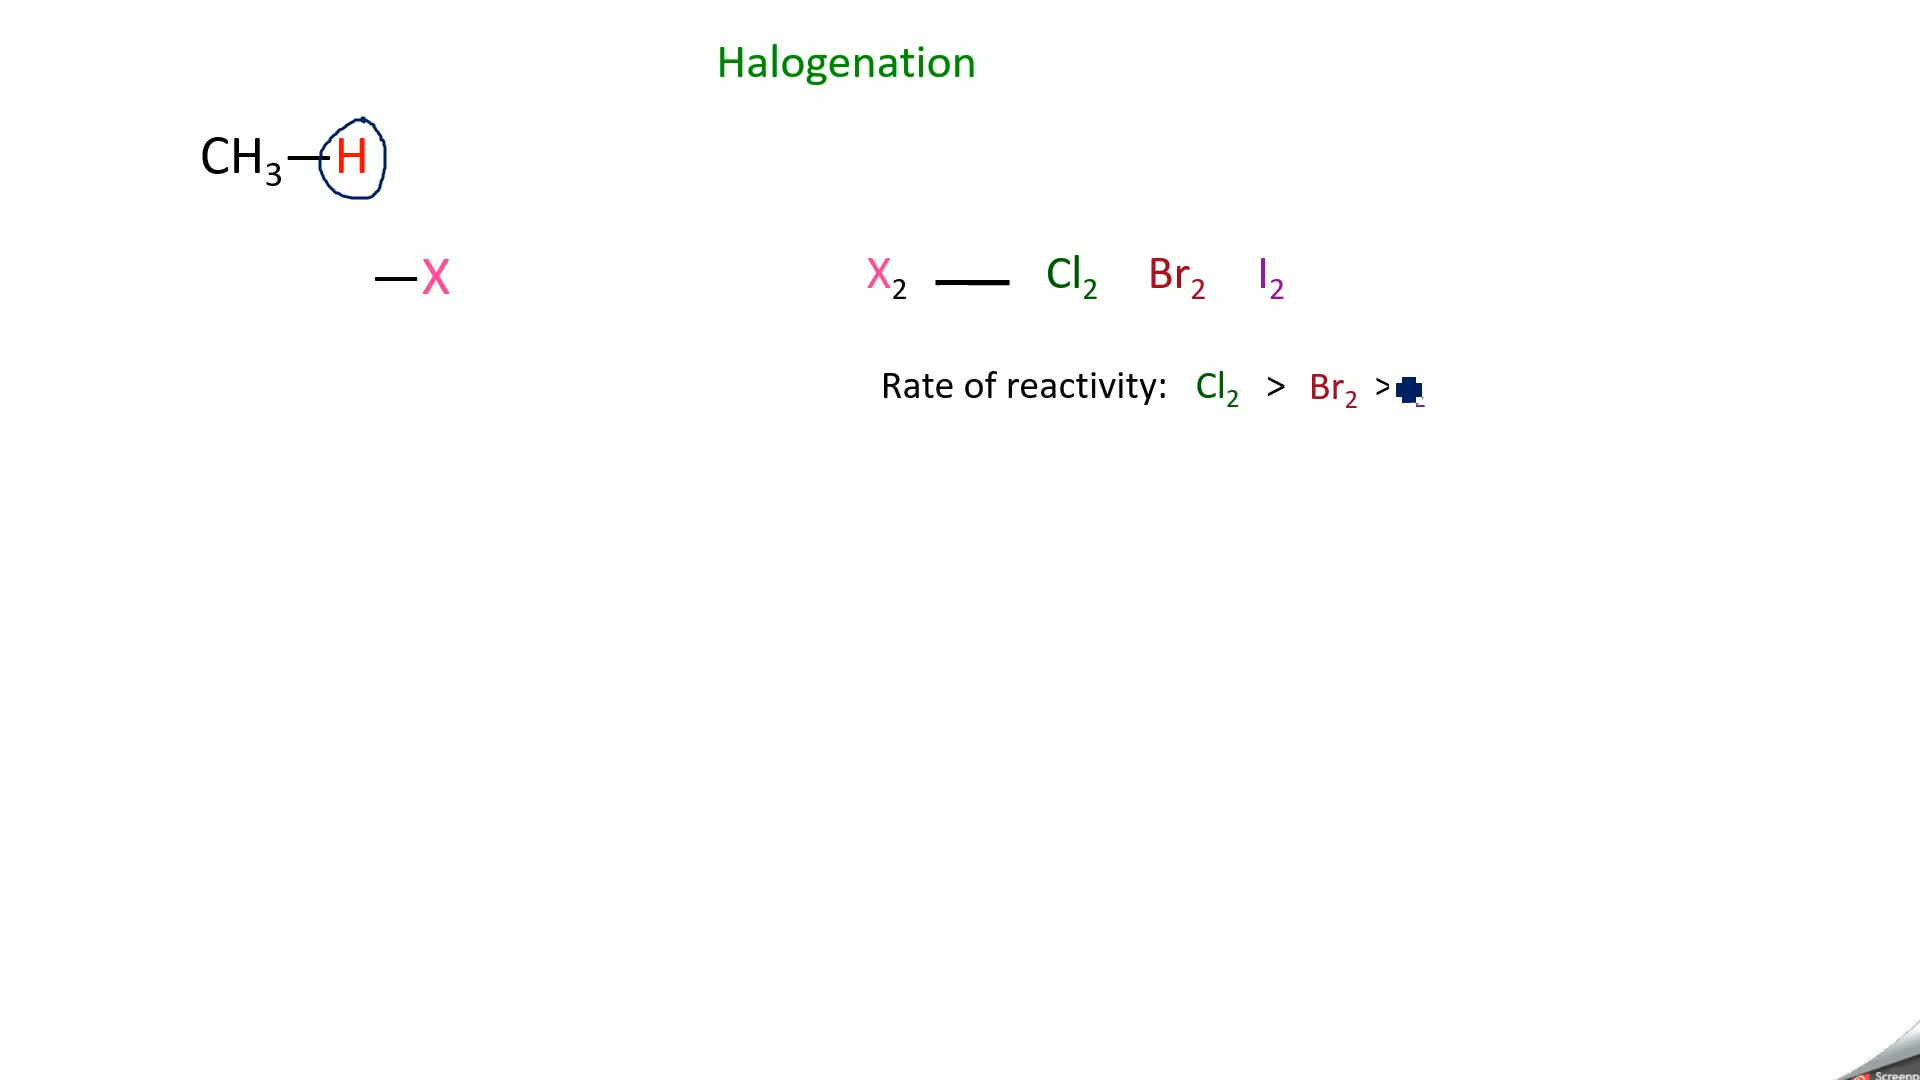 Halogenation
CH₃—H
—X
X₂ — Cl₂ Br₂ I₂
Rate of reactivity: Cl₂ > Br₂ >